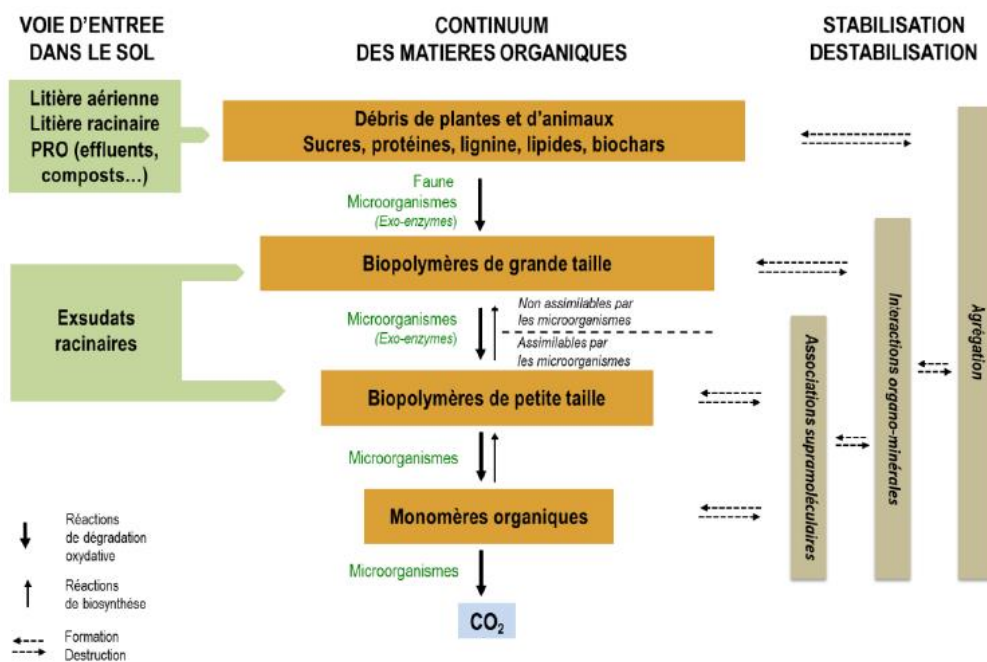 VOIE D'ENTREE
DANS LE SOL
CONTINUUM
DES MATIERES ORGANIQUES
STABILISATION
DESTABILISATION
Litière aérienne
Litière racinaire
PRO (effluents,
composts…)
Débris de plantes et d'animaux
Sucres, protéines, lignine, lipides, biochars
Faune
Microorganismes
(Exo-enzymes)
Biopolymères de grande taille
Exsudats
racinaires
Microorganismes
(Exo-enzymes)
Non assimilables par
les microorganismes
Assimilables par
les microorganismes
Biopolymères de petite taille
Microorganismes
Monomères organiques
Microorganismes
CO₂
Associations supramoléculaires
Interactions organo-minérales
Agrégation
Réactions
de dégradation
oxydative
Réactions
de biosynthèse
Formation
Destruction